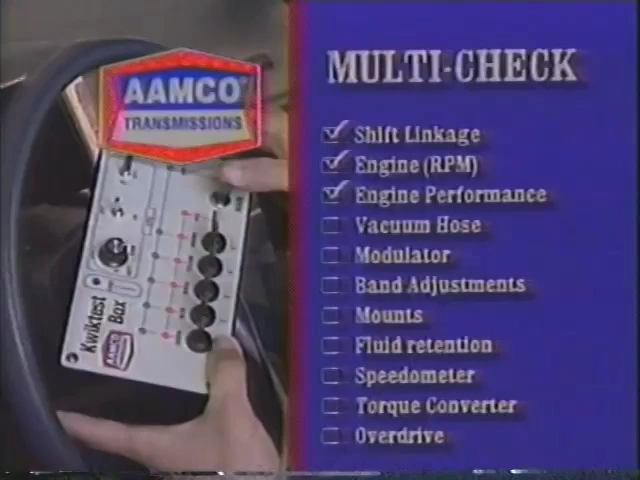 AAMCO
TRANSMISSIONS
Kwiktest
Box
AAMCO
MULTI-CHECK
Shift Linkage
Engine (RPM)
Engine Performance
Vacuum Hose
Modulator
Band Adjustments
Mounts
Fluid retention
Speedometer
Torque Converter
Overdrive